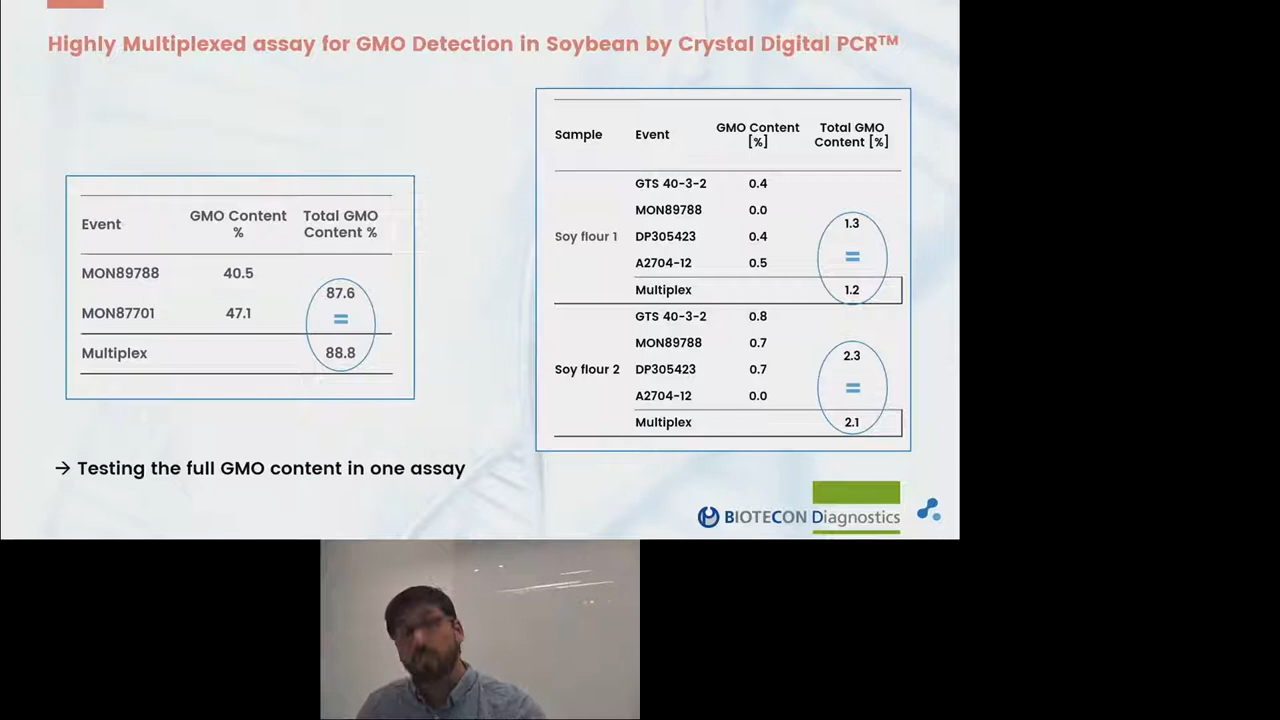 Highly Multiplexed assay for GMO Detection in Soybean by Crystal Digital PCR™
Event GMO Content % Total GMO Content %
MON89788 40.5
87.6
MON87701 47.1
=
Multiplex 88.8
Sample Event GMO Content [%] Total GMO Content [%]
GTS 40-3-2 0.4
MON89788 0.0
1.3
Soy flour 1 DP305423 0.4
=
A2704-12 0.5
Multiplex 1.2
GTS 40-3-2 0.8
MON89788 0.7
2.3
Soy flour 2 DP305423 0.7
=
A2704-12 0.0
Multiplex 2.1
→ Testing the full GMO content in one assay
BIOTECON Diagnostics